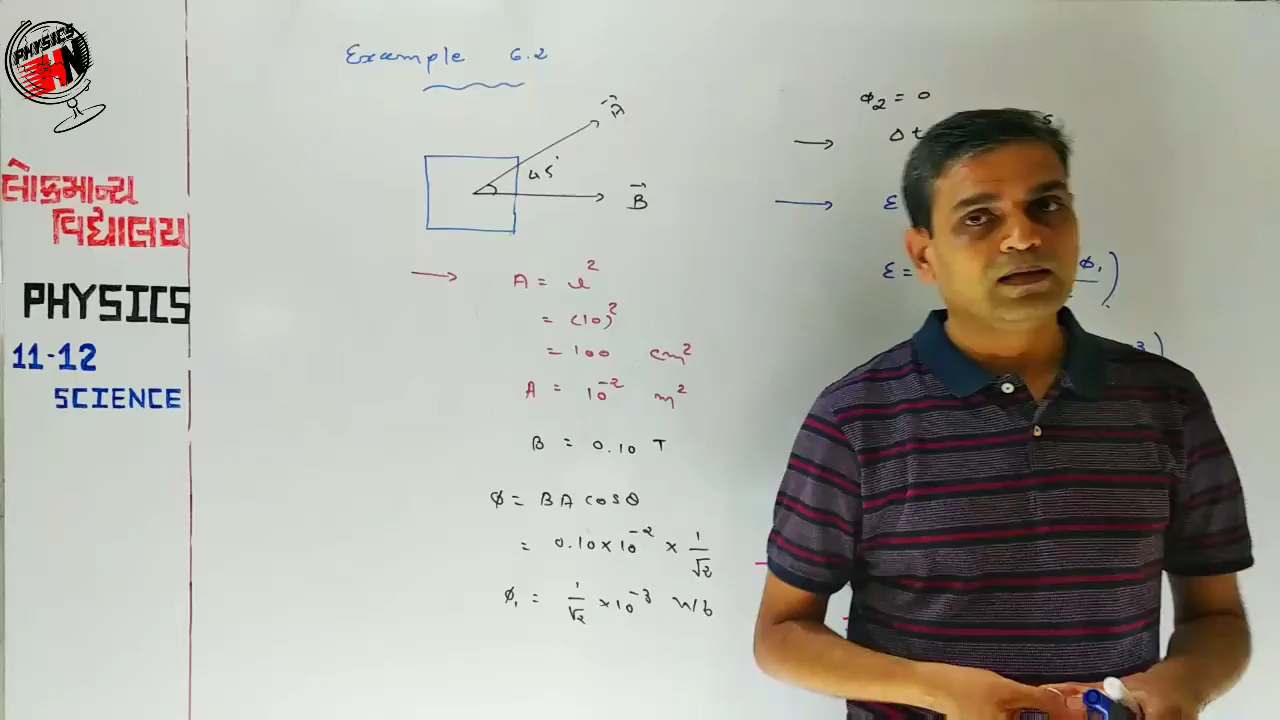 PHYSICS
HN
લોકમાન્ય
વિદ્યાલય
PHYSICS
11-12
SCIENCE
Example 6.2
A⃗
45°
B⃗
A = l²
= (10)²
= 100 cm²
A = 10⁻² m²
B = 0.10 T
ϕ = BA cosθ
= 0.10 × 10⁻² × 1/√2
ϕ₁ = 1/√2 × 10⁻³ Wb
ϕ₂ = 0
Δt
s
ε
ε =
ϕ₁ )